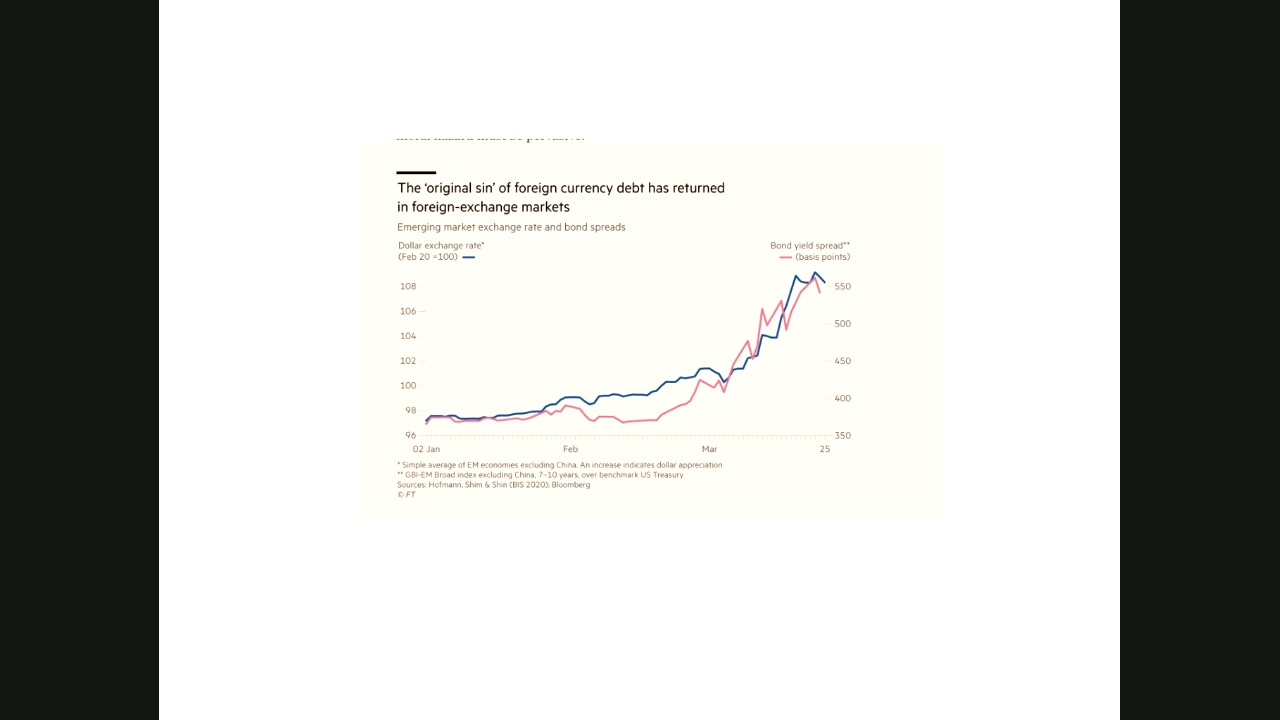 The ‘original sin’ of foreign currency debt has returned
in foreign-exchange markets
Emerging market exchange rate and bond spreads
Dollar exchange rate*
(Feb 20 =100)
Bond yield spread**
(basis points)
108
106
104
102
100
98
96
550
500
450
400
350
02 Jan
Feb
Mar
25
* Simple average of EM economies excluding China. An increase indicates dollar appreciation
** GBI-EM Broad index excluding China, 7–10 years, over benchmark US Treasury
Sources: Hofmann, Shim & Shin (BIS 2020); Bloomberg
© FT